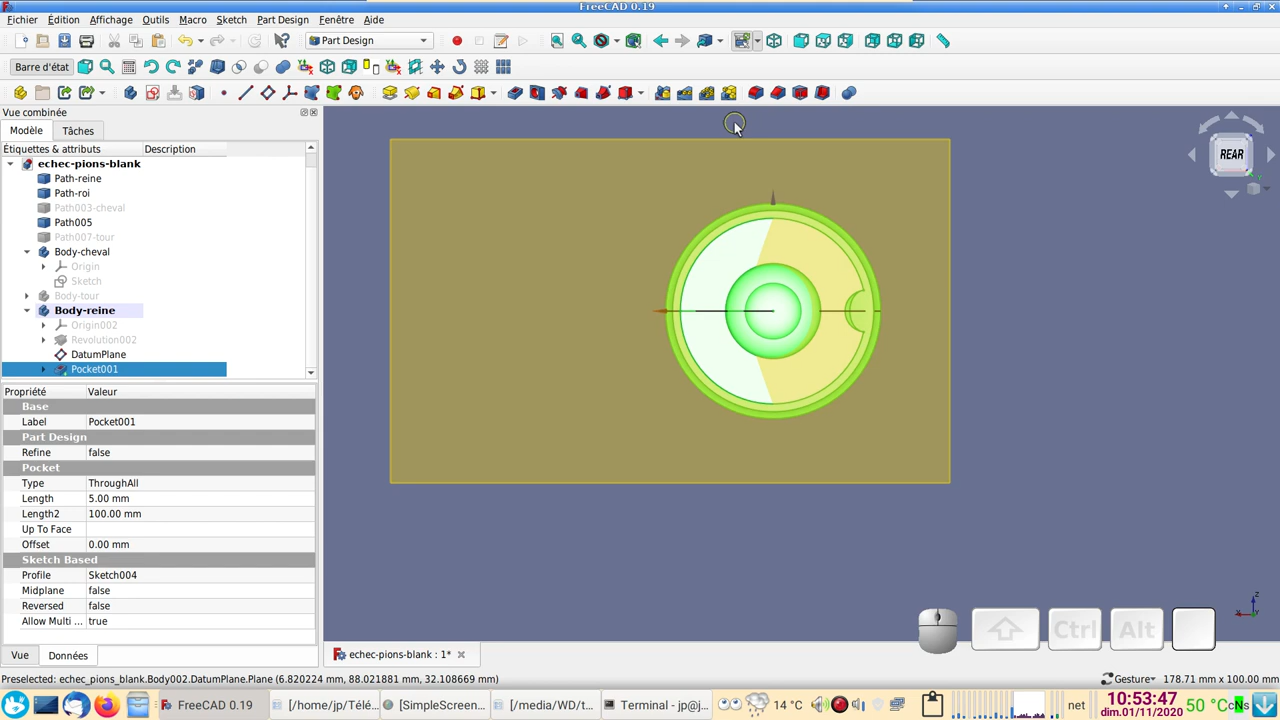 FreeCAD 0.19
Fichier Édition Affichage Outils Macro Sketch Part Design Fenêtre Aide
Part Design
Barre d'état
Vue combinée
Modèle Tâches
Étiquettes & attributs Description
echec-pions-blank
Path-reine
Path-roi
Path003-cheval
Path005
Path007-tour
Body-cheval
Origin
Sketch
Body-tour
Body-reine
Origin002
Revolution002
DatumPlane
Pocket001
REAR
Propriété Valeur
Base
Label Pocket001
Part Design
Refine false
Pocket
Type ThroughAll
Length 5.00 mm
Length2 100.00 mm
Up To Face
Offset 0.00 mm
Sketch Based
Profile Sketch004
Midplane false
Reversed false
Allow Multi ... true
Ctrl Alt
Vue Données
echec-pions-blank : 1*
Preselected: echec_pions_blank.Body002.DatumPlane.Plane (6.820224 mm, 88.021881 mm, 32.108669 mm)
Gesture 178.71 mm x 100.00 mm
FreeCAD 0.19
[/home/jp/Télé...
[SimpleScreen...
[/media/WD/t...
Terminal - jp@j...
14 °C
net
10:53:47
dim.01/11/2020
50 °C